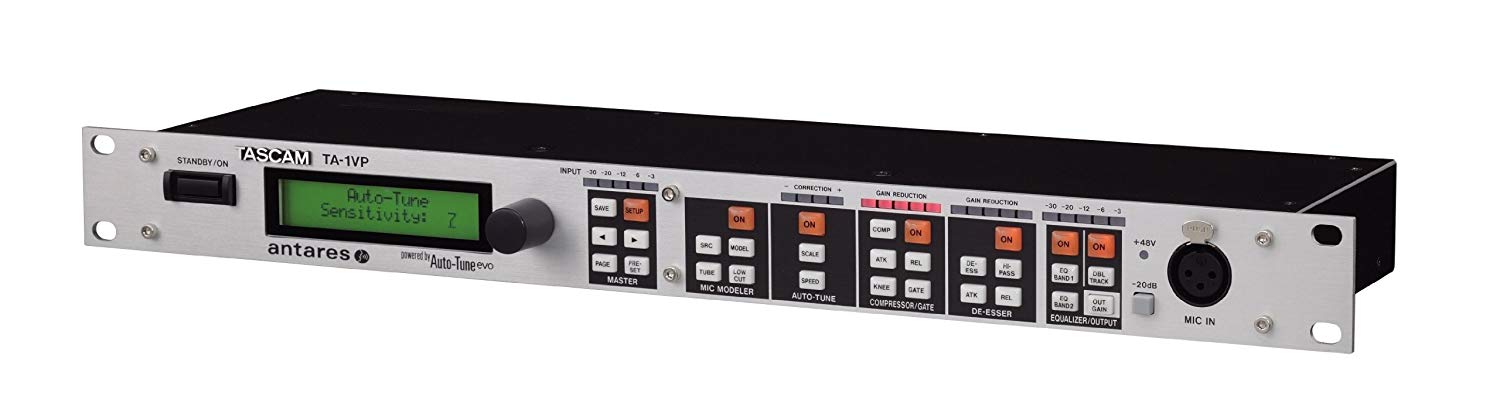 STANDBY/ON
TASCAM TA-1VP
Auto-Tune
Sensitivity: 7
antares
powered by Auto-Tune evo
INPUT -30 -20 -12 -6 -3
SAVE SETUP
PAGE PRE-SET
MASTER
ON
SRC MODEL
TUBE LOW CUT
MIC MODELER
- CORRECTION +
ON
SCALE
SPEED
AUTO-TUNE
GAIN REDUCTION
COMP ON
ATK REL
KNEE GATE
COMPRESSOR/GATE
GAIN REDUCTION
ON
DE-ESS HI-PASS
ATK REL
DE-ESSER
-30 -20 -12 -6 -3
ON ON
EQ BAND1 DBL TRACK
EQ BAND2 OUT GAIN
EQUALIZER/OUTPUT
+48V
-20dB
PUSH
MIC IN